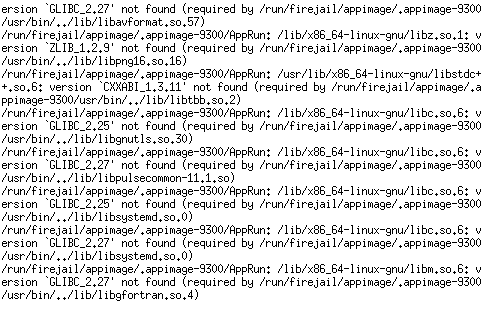 ersion `GLIBC_2.27' not found (required by /run/firejail/appimage/.appimage-9300
/usr/bin/../lib/libavformat.so.57)
/run/firejail/appimage/.appimage-9300/AppRun: /lib/x86_64-linux-gnu/libz.so.1: v
ersion `ZLIB_1.2.9' not found (required by /run/firejail/appimage/.appimage-9300
/usr/bin/../lib/libpng16.so.16)
/run/firejail/appimage/.appimage-9300/AppRun: /usr/lib/x86_64-linux-gnu/libstdc+
+.so.6: version `CXXABI_1.3.11' not found (required by /run/firejail/appimage/.a
ppimage-9300/usr/bin/../lib/libtbb.so.2)
/run/firejail/appimage/.appimage-9300/AppRun: /lib/x86_64-linux-gnu/libc.so.6: v
ersion `GLIBC_2.25' not found (required by /run/firejail/appimage/.appimage-9300
/usr/bin/../lib/libgnutls.so.30)
/run/firejail/appimage/.appimage-9300/AppRun: /lib/x86_64-linux-gnu/libc.so.6: v
ersion `GLIBC_2.27' not found (required by /run/firejail/appimage/.appimage-9300
/usr/bin/../lib/libpulsecommon-11.1.so)
/run/firejail/appimage/.appimage-9300/AppRun: /lib/x86_64-linux-gnu/libc.so.6: v
ersion `GLIBC_2.25' not found (required by /run/firejail/appimage/.appimage-9300
/usr/bin/../lib/libsystemd.so.0)
/run/firejail/appimage/.appimage-9300/AppRun: /lib/x86_64-linux-gnu/libc.so.6: v
ersion `GLIBC_2.27' not found (required by /run/firejail/appimage/.appimage-9300
/usr/bin/../lib/libsystemd.so.0)
/run/firejail/appimage/.appimage-9300/AppRun: /lib/x86_64-linux-gnu/libm.so.6: v
ersion `GLIBC_2.27' not found (required by /run/firejail/appimage/.appimage-9300
/usr/bin/../lib/libgfortran.so.4)